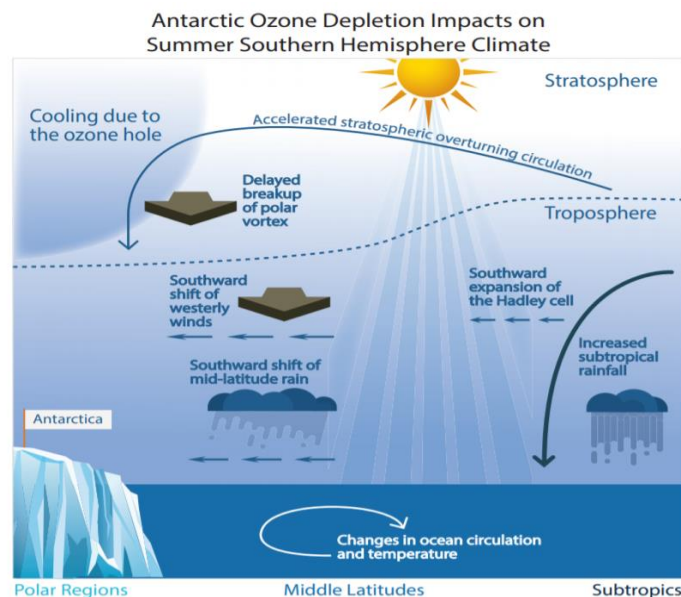 Antarctic Ozone Depletion Impacts on
Summer Southern Hemisphere Climate
Stratosphere
Cooling due to
the ozone hole
Accelerated stratospheric overturning circulation
Delayed
breakup
of polar
vortex
Troposphere
Southward
shift of
westerly
winds
Southward
expansion of
the Hadley cell
Increased
subtropical
rainfall
Southward shift of
mid-latitude rain
Antarctica
Changes in ocean circulation
and temperature
Polar Regions
Middle Latitudes
Subtropics